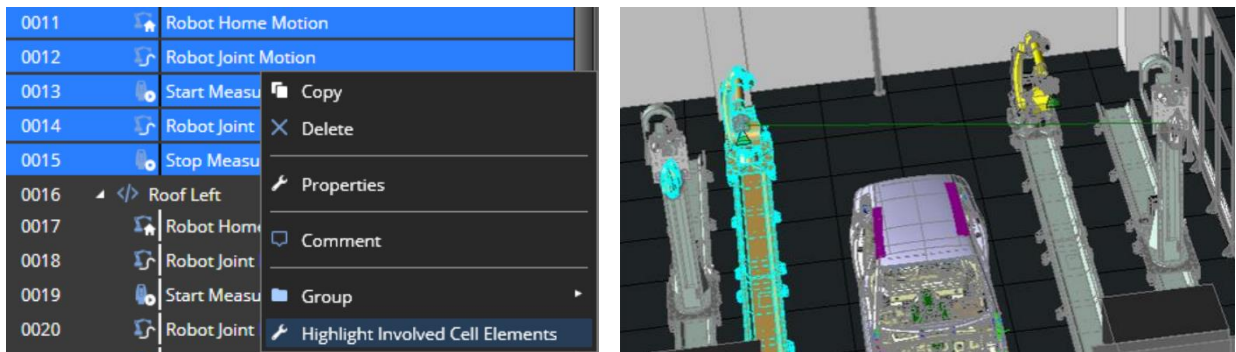 0011 Robot Home Motion
0012 Robot Joint Motion
0013 Start Measu
Copy
0014 Robot Joint
Delete
0015 Stop Measu
Properties
0016 </> Roof Left
0017 Robot Home
Comment
0018 Robot Joint
0019 Start Measu
Group
0020 Robot Joint
Highlight Involved Cell Elements